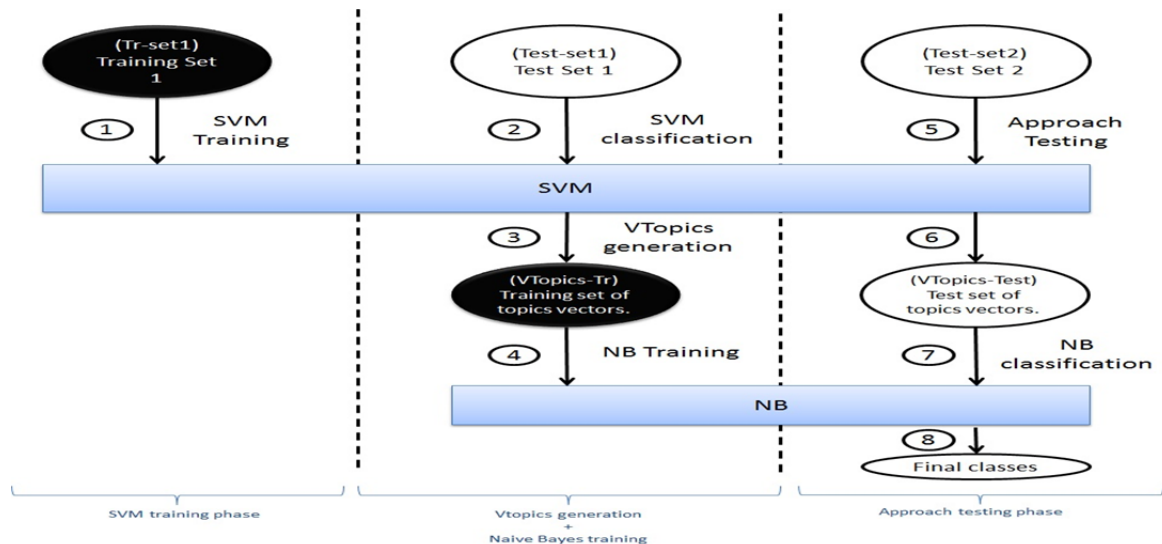 (Tr-set1)
Training Set
1
(Test-set1)
Test Set 1
(Test-set2)
Test Set 2
1
SVM
Training
2
SVM
classification
5
Approach
Testing
SVM
3
VTopics
generation
6
(VTopics-Tr)
Training set of
topics vectors.
(VTopics-Test)
Test set of
topics vectors.
4
NB Training
7
NB
classification
NB
8
Final classes
SVM training phase
Vtopics generation
+
Naive Bayes training
Approach testing phase